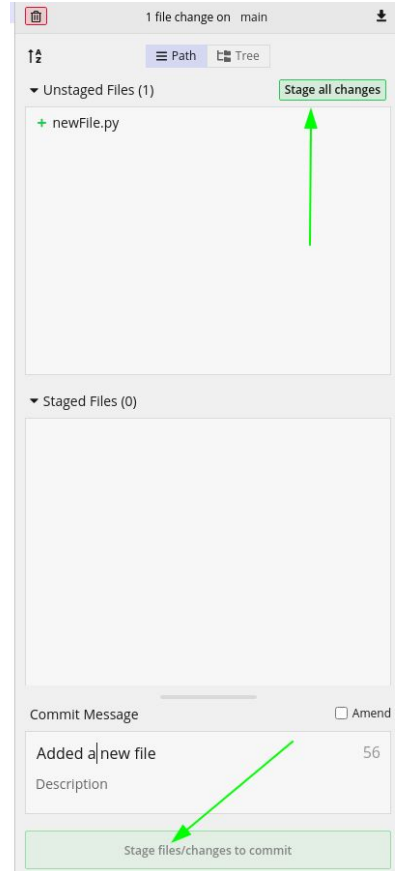 1 file change on main
Path Tree
Unstaged Files (1) Stage all changes
+ newFile.py
Staged Files (0)
Commit Message Amend
Added a new file 56
Description
Stage files/changes to commit